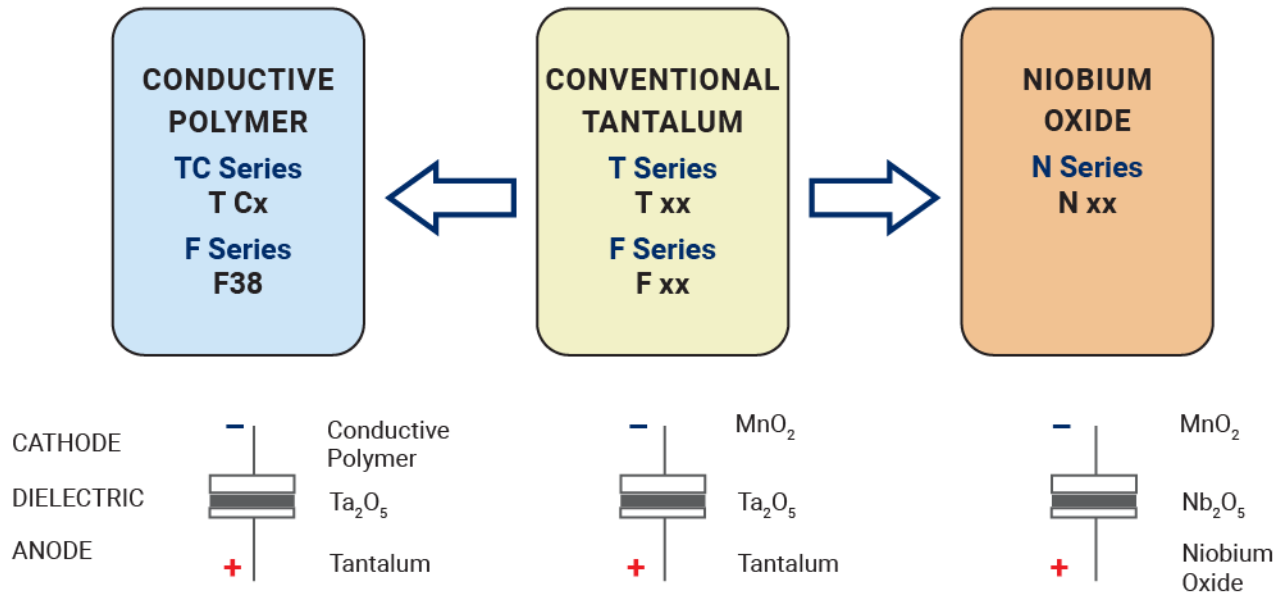 CONDUCTIVE
POLYMER
TC Series
T Cx
F Series
F38
CONVENTIONAL
TANTALUM
T Series
T xx
F Series
F xx
NIOBIUM
OXIDE
N Series
N xx
CATHODE
DIELECTRIC
ANODE
−
Conductive
Polymer
Ta₂O₅
+
Tantalum
−
MnO₂
Ta₂O₅
+
Tantalum
−
MnO₂
Nb₂O₅
+
Niobium
Oxide